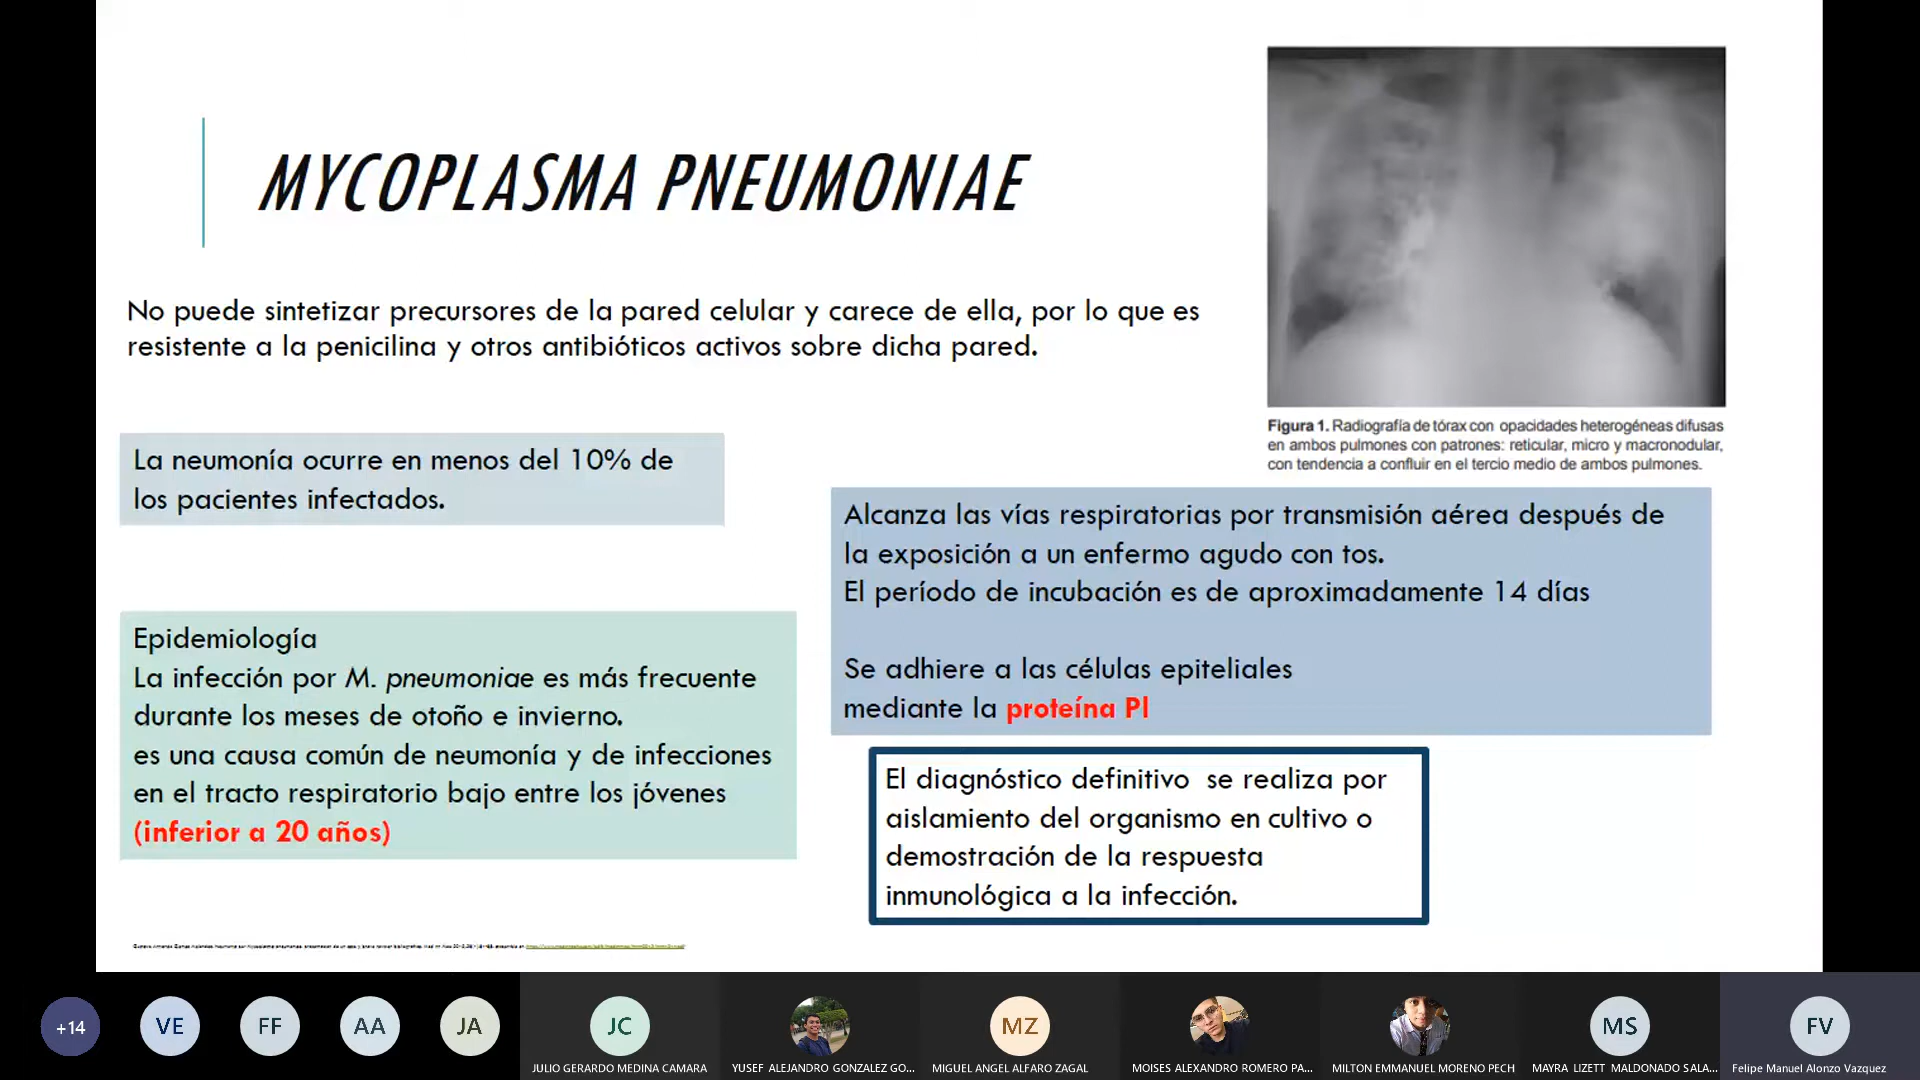 MYCOPLASMA PNEUMONIAE
No puede sintetizar precursores de la pared celular y carece de ella, por lo que es
resistente a la penicilina y otros antibióticos activos sobre dicha pared.
Figura 1. Radiografía de tórax con opacidades heterogéneas difusas
en ambos pulmones con patrones: reticular, micro y macronodular,
con tendencia a confluir en el tercio medio de ambos pulmones.
La neumonía ocurre en menos del 10% de
los pacientes infectados.
Alcanza las vías respiratorias por transmisión aérea después de
la exposición a un enfermo agudo con tos.
El período de incubación es de aproximadamente 14 días
Se adhiere a las células epiteliales
mediante la proteína Pl
Epidemiología
La infección por M. pneumoniae es más frecuente
durante los meses de otoño e invierno.
es una causa común de neumonía y de infecciones
en el tracto respiratorio bajo entre los jóvenes
(inferior a 20 años)
El diagnóstico definitivo se realiza por
aislamiento del organismo en cultivo o
demostración de la respuesta
inmunológica a la infección.
+14
VE
FF
AA
JA
JC
MZ
MS
FV
JULIO GERARDO MEDINA CAMARA
YUSEF ALEJANDRO GONZALEZ GO...
MIGUEL ANGEL ALFARO ZAGAL
MOISES ALEXANDRO ROMERO PA...
MILTON EMMANUEL MORENO PECH
MAYRA LIZETT MALDONADO SALA...
Felipe Manuel Alonzo Vazquez